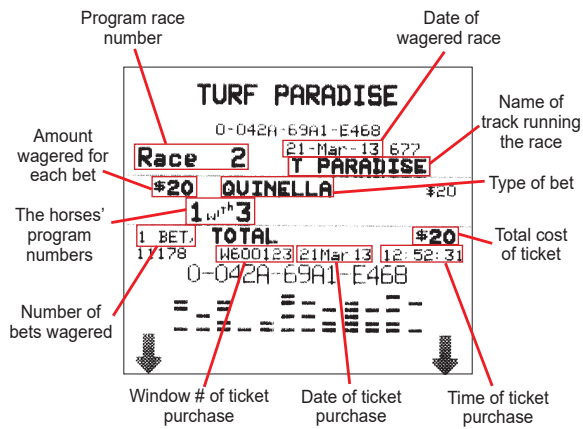 Program race
number
Date of
wagered race
TURF PARADISE
0-042A-69A1-E468
Name of
track running
the race
21-Mar-13 677
Race 2
T PARADISE
Amount
wagered for
each bet
$20 QUINELLA $20
Type of bet
The horses'
program
numbers
1 WITH 3
1 BET, TOTAL $20
Total cost
of ticket
11178 W600123 21Mar13 12:52:31
0-042A-69A1-E468
Number of
bets wagered
Window # of ticket
purchase
Date of ticket
purchase
Time of ticket
purchase